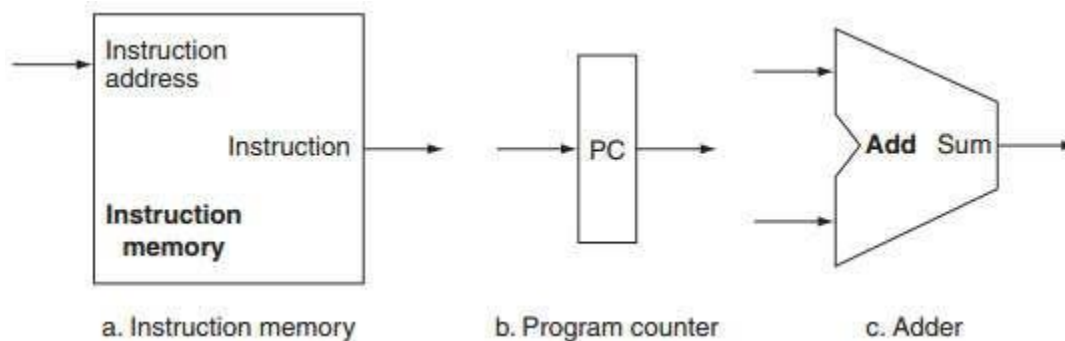 Instruction
address
Instruction
Instruction
memory
PC
Add Sum
a. Instruction memory
b. Program counter
c. Adder